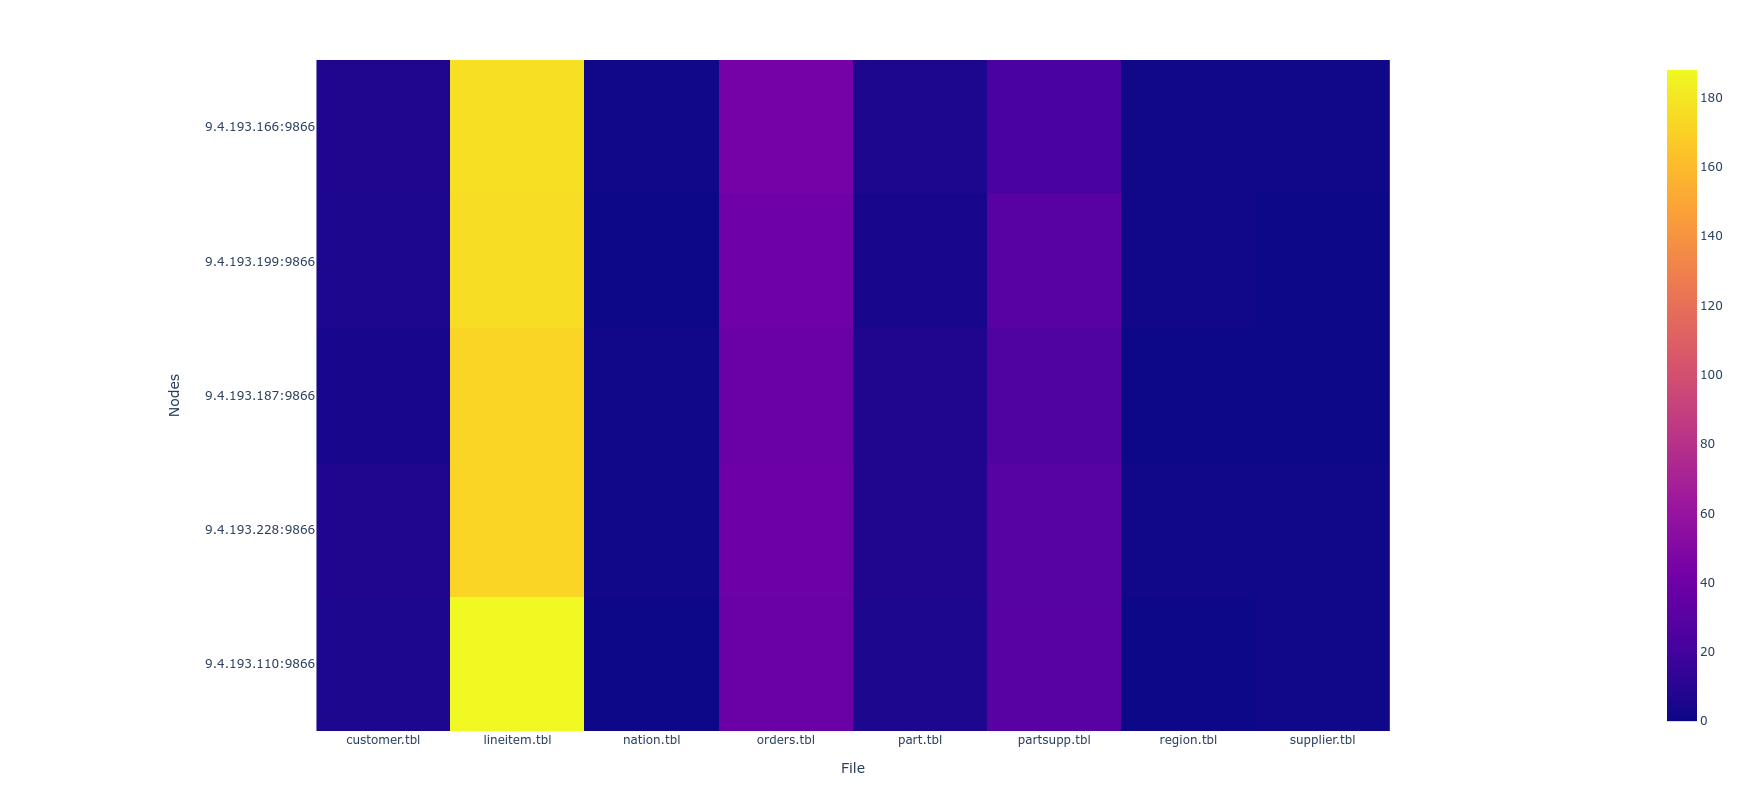 9.4.193.166:9866
9.4.193.199:9866
9.4.193.187:9866
9.4.193.228:9866
9.4.193.110:9866
Nodes
customer.tbl
lineitem.tbl
nation.tbl
orders.tbl
part.tbl
partsupp.tbl
region.tbl
supplier.tbl
File
180
160
140
120
100
80
60
40
20
0